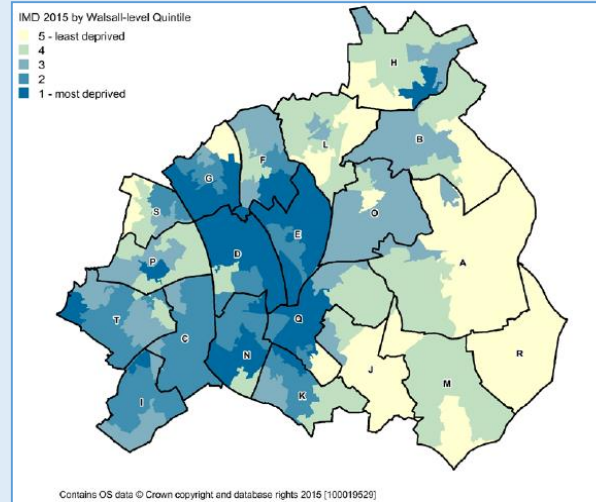 IMD 2015 by Walsall-level Quintile
5 - least deprived
4
3
2
1 - most deprived
H
B
L
F
G
S
O
E
D
A
P
T
C
Q
N
J
R
M
K
I
Contains OS data © Crown copyright and database rights 2015 [100019529]